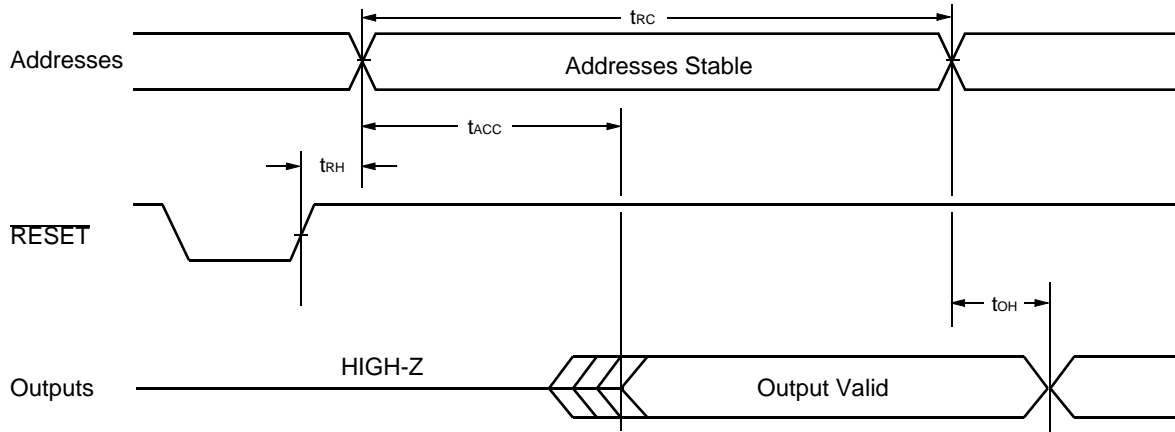 tRC
Addresses
Addresses Stable
tACC
tRH
RESET
tOH
HIGH-Z
Outputs
Output Valid